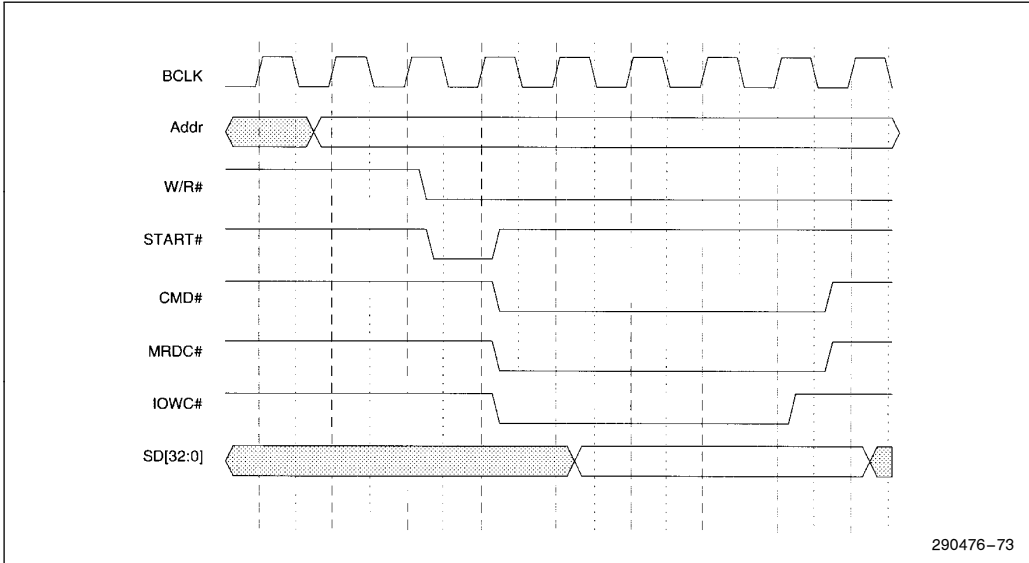 BCLK
Addr
W/R#
START#
CMD#
MRDC#
IOWC#
SD[32:0]
290476–73